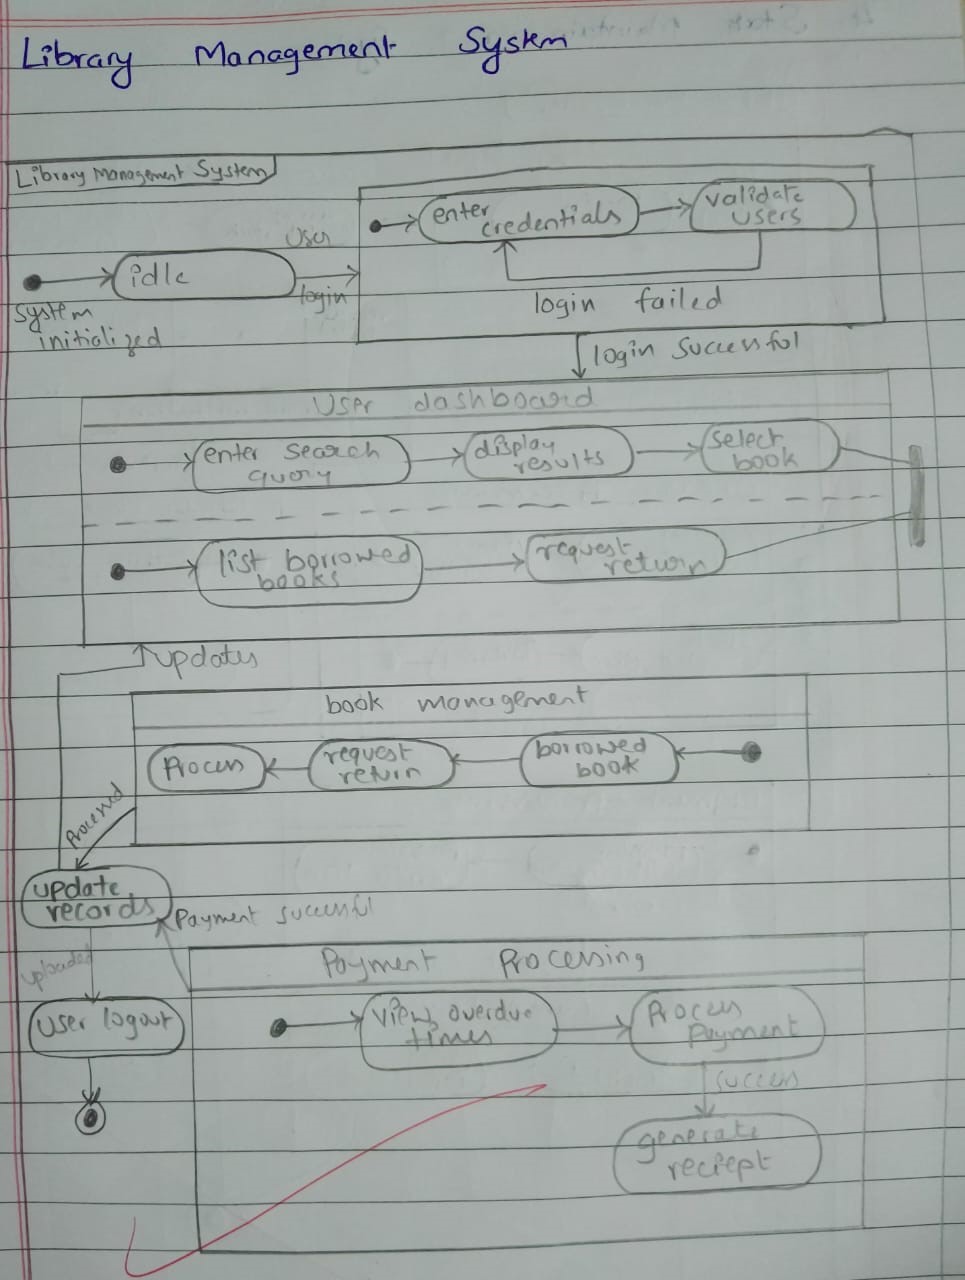 Library Management System
Library Management System
enter
credentials
validate
users
User
idle
login
login failed
System
initialized
login successful
User dashboard
enter search
query
display
results
select
book
list borrowed
books
request
return
updates
book management
Process
request
return
borrowed
book
Processed
update
records
Payment successful
uploaded
Payment Processing
user logout
view overdue
times
Process
payment
success
generate
reciept